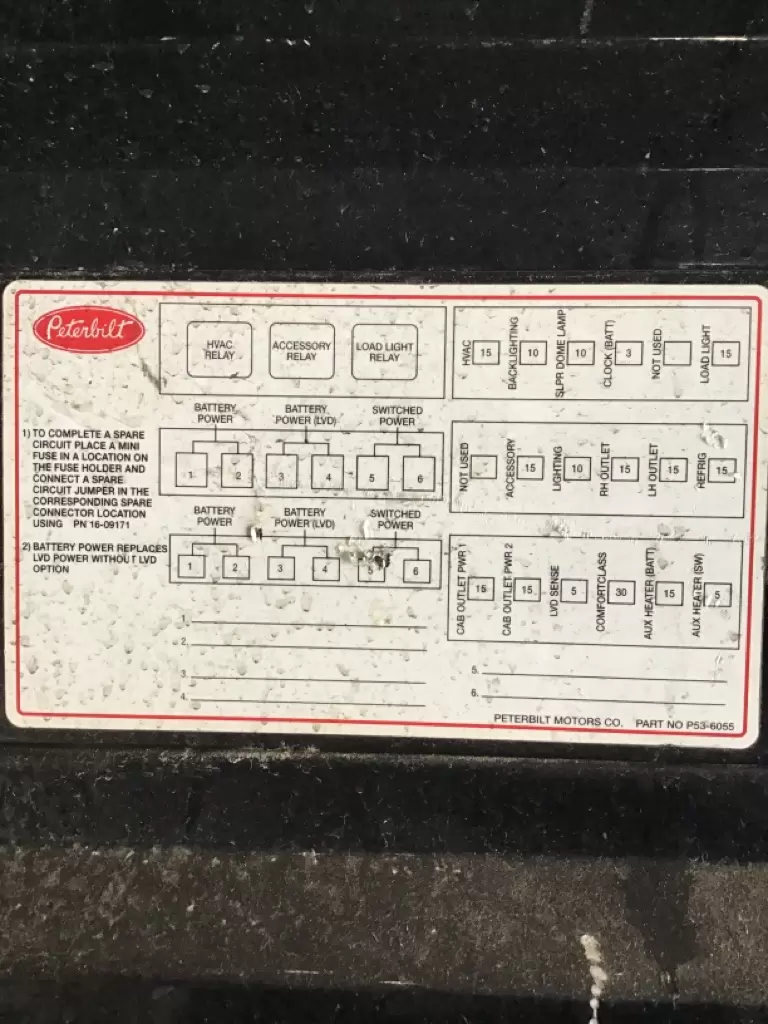 Peterbilt
HVAC
RELAY
ACCESSORY
RELAY
LOAD LIGHT
RELAY
HVAC
15
BACKLIGHTING
10
SLPR DOME LAMP
10
CLOCK (BATT)
3
NOT USED
LOAD LIGHT
15
1) TO COMPLETE A SPARE
CIRCUIT PLACE A MINI
FUSE IN A LOCATION ON
THE FUSE HOLDER AND
CONNECT A SPARE
CIRCUIT JUMPER IN THE
CORRESPONDING SPARE
CONNECTOR LOCATION
USING PN 16-09171
2) BATTERY POWER REPLACES
LVD POWER WITHOUT LVD
OPTION
BATTERY
POWER
BATTERY
POWER (LVD)
SWITCHED
POWER
1 2 3 4 5 6
NOT USED
ACCESSORY
15
LIGHTING
10
RH OUTLET
15
LH OUTLET
15
REFRIG
15
BATTERY
POWER
BATTERY
POWER (LVD)
SWITCHED
POWER
1 2 3 4 5 6
CAB OUTLET PWR 1
15
CAB OUTLET PWR 2
15
LVD SENSE
5
COMFORTCLASS
30
AUX HEATER (BATT)
15
AUX HEATER (SW)
5
1.
2.
3.
4.
5.
6.
PETERBILT MOTORS CO. PART NO P53-6055